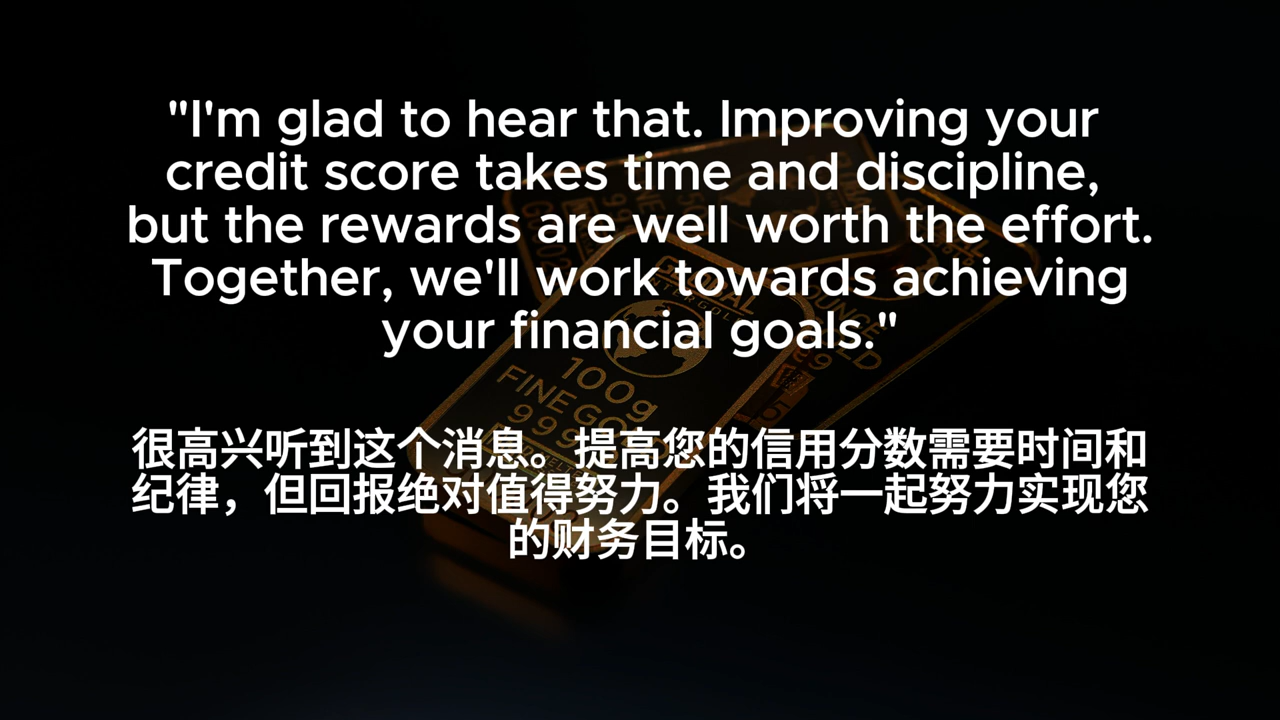 "I'm glad to hear that. Improving your
credit score takes time and discipline,
but the rewards are well worth the effort.
Together, we'll work towards achieving
your financial goals."
很高兴听到这个消息。提高您的信用分数需要时间和
纪律，但回报绝对值得努力。我们将一起努力实现您
的财务目标。
100g
FINE GO
999